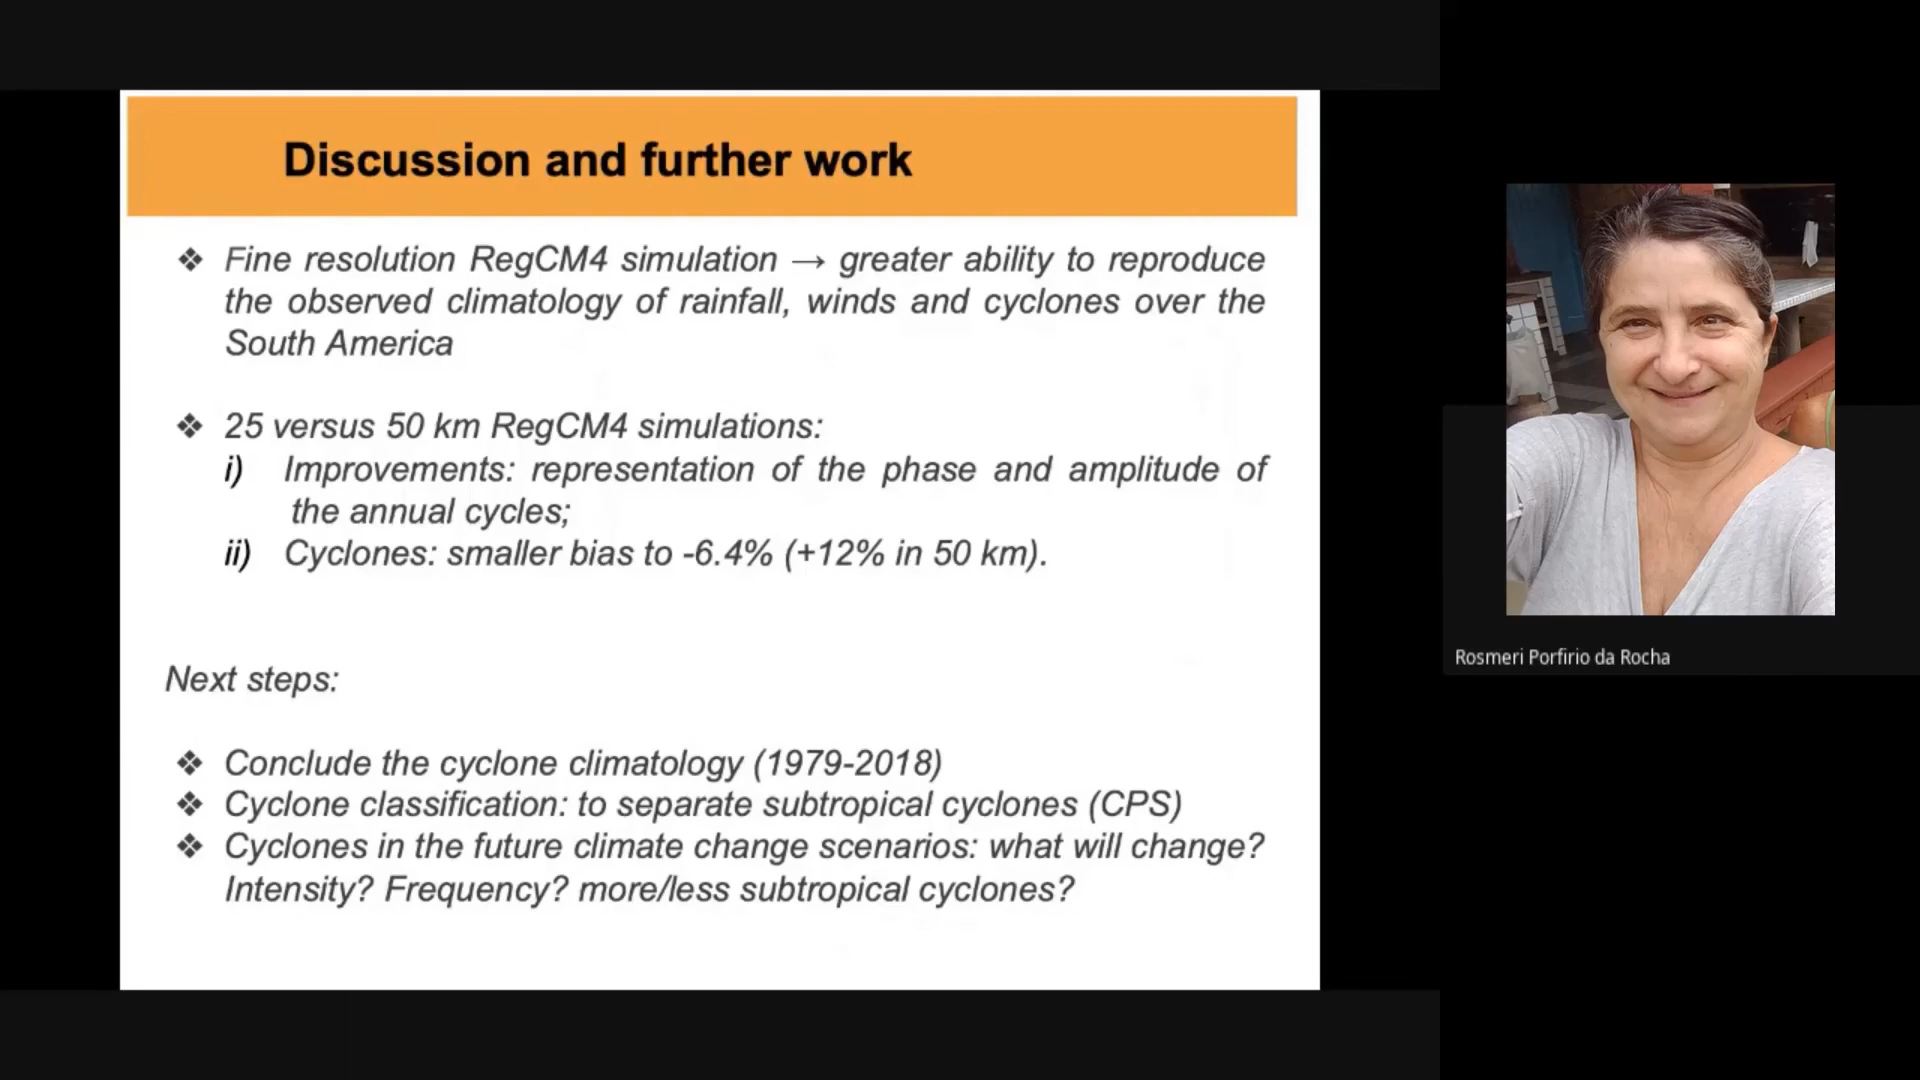 Discussion and further work
❖ Fine resolution RegCM4 simulation → greater ability to reproduce
the observed climatology of rainfall, winds and cyclones over the
South America
❖ 25 versus 50 km RegCM4 simulations:
i) Improvements: representation of the phase and amplitude of
the annual cycles;
ii) Cyclones: smaller bias to -6.4% (+12% in 50 km).
Next steps:
❖ Conclude the cyclone climatology (1979-2018)
❖ Cyclone classification: to separate subtropical cyclones (CPS)
❖ Cyclones in the future climate change scenarios: what will change?
Intensity? Frequency? more/less subtropical cyclones?
Rosmeri Porfirio da Rocha